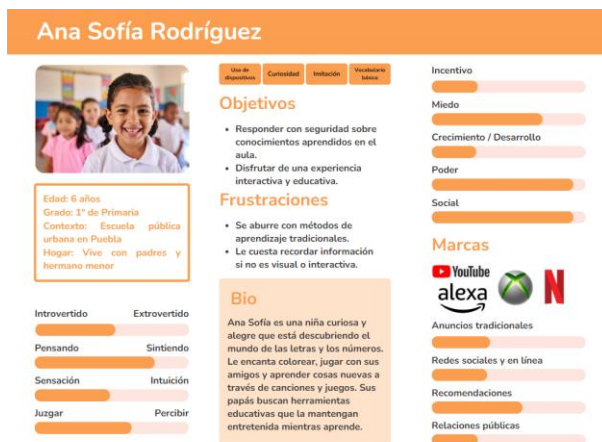 Ana Sofía Rodríguez
Edad: 6 años
Grado: 1° de Primaria
Contexto: Escuela pública
urbana en Puebla
Hogar: Vive con padres y
hermano menor
Introvertido Extrovertido
Pensando Sintiendo
Sensación Intuición
Juzgar Percibir
Uso de
dispositivos
Curiosidad
Imitación
Vocabulario
básico
Objetivos
Responder con seguridad sobre
conocimientos aprendidos en el
aula.
Disfrutar de una experiencia
interactiva y educativa.
Frustraciones
Se aburre con métodos de
aprendizaje tradicionales.
Le cuesta recordar información
si no es visual o interactiva.
Bio
Ana Sofía es una niña curiosa y
alegre que está descubriendo el
mundo de las letras y los números.
Le encanta colorear, jugar con sus
amigos y aprender cosas nuevas a
través de canciones y juegos. Sus
papás buscan herramientas
educativas que la mantengan
entretenida mientras aprende.
Incentivo
Miedo
Crecimiento / Desarrollo
Poder
Social
Marcas
YouTube
alexa
N
Anuncios tradicionales
Redes sociales y en línea
Recomendaciones
Relaciones públicas